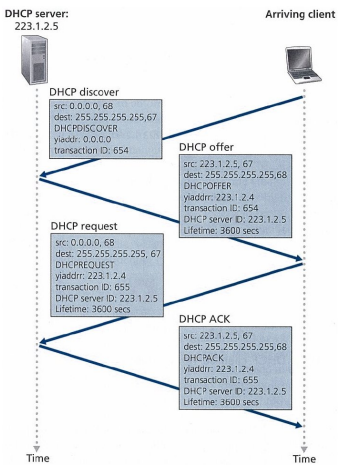 DHCP server:
223.1.2.5
Arriving client
DHCP discover
src: 0.0.0.0, 68
dest: 255.255.255.255,67
DHCPDISCOVER
yiaddr: 0.0.0.0
transaction ID: 654
DHCP offer
src: 223.1.2.5, 67
dest: 255.255.255.255,68
DHCPOFFER
yiaddrr: 223.1.2.4
transaction ID: 654
DHCP server ID: 223.1.2.5
Lifetime: 3600 secs
DHCP request
src: 0.0.0.0, 68
dest: 255.255.255.255, 67
DHCPREQUEST
yiaddrr: 223.1.2.4
transaction ID: 655
DHCP server ID: 223.1.2.5
Lifetime: 3600 secs
DHCP ACK
src: 223.1.2.5, 67
dest: 255.255.255.255,68
DHCPACK
yiaddrr: 223.1.2.4
transaction ID: 655
DHCP server ID: 223.1.2.5
Lifetime: 3600 secs
Time
Time